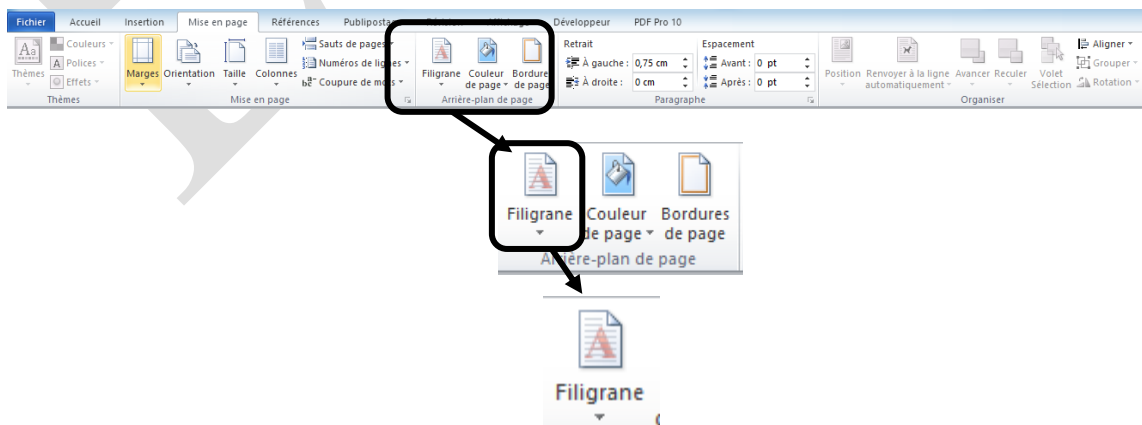 Fichier Accueil Insertion Mise en page Références Publipostage Révision Affichage Développeur PDF Pro 10
Thèmes
Couleurs
Polices
Effets
Thèmes
Marges Orientation Taille Colonnes
Sauts de pages
Numéros de lignes
Coupure de mots
Mise en page
Filigrane Couleur de page Bordure de page
Arrière-plan de page
Retrait
À gauche : 0,75 cm
À droite : 0 cm
Espacement
Avant : 0 pt
Après : 0 pt
Paragraphe
Position Renvoyer à la ligne automatiquement Avancer Reculer Volet Sélection
Aligner
Grouper
Rotation
Organiser
Filigrane Couleur Bordures
de page de page
Arrière-plan de page
Filigrane